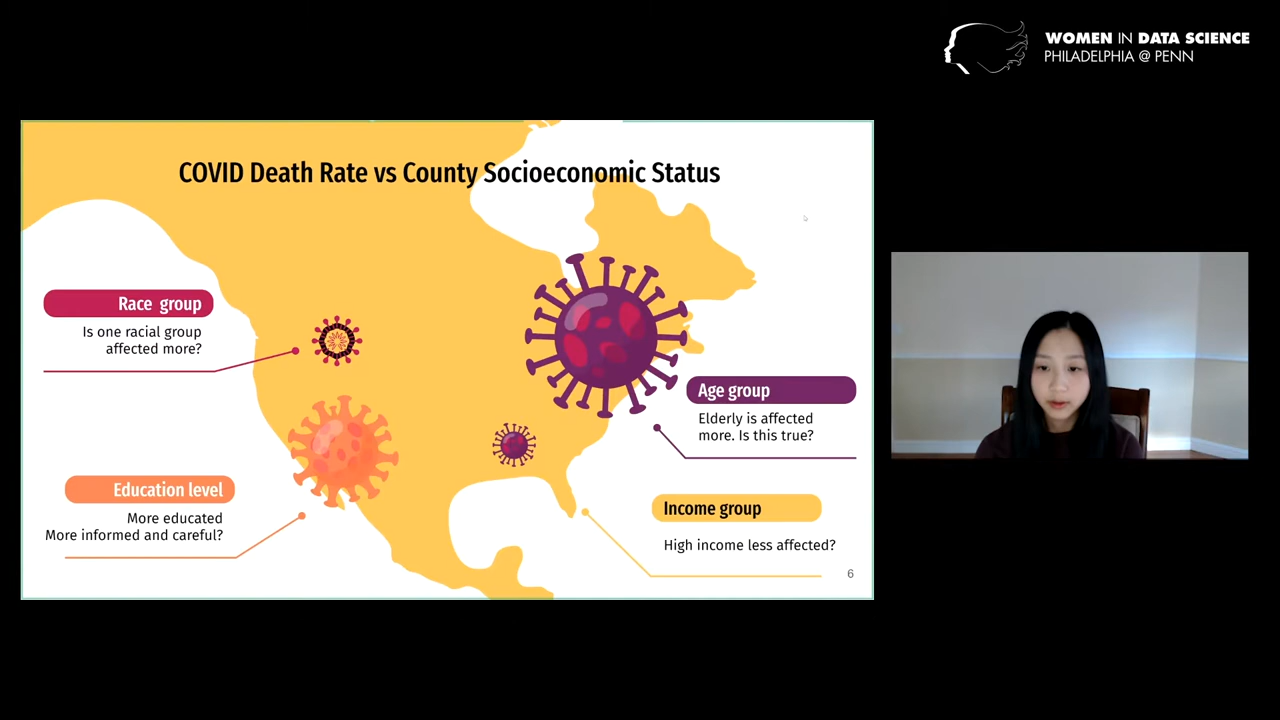 WOMEN IN DATA SCIENCE
PHILADELPHIA @ PENN
COVID Death Rate vs County Socioeconomic Status
Race group
Is one racial group
affected more?
Age group
Elderly is affected
more. Is this true?
Education level
More educated
More informed and careful?
Income group
High income less affected?
6